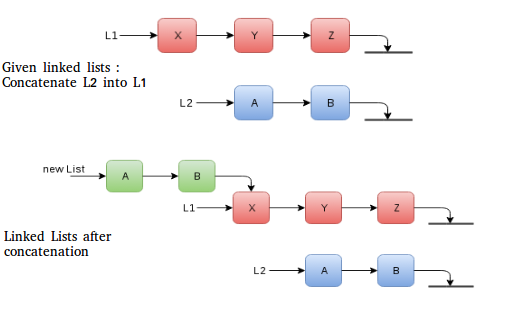 L1 X Y Z
Given linked lists :
Concatenate L2 into L1
L2 A B
new List A B
L1 X Y Z
Linked Lists after
concatenation
L2 A B